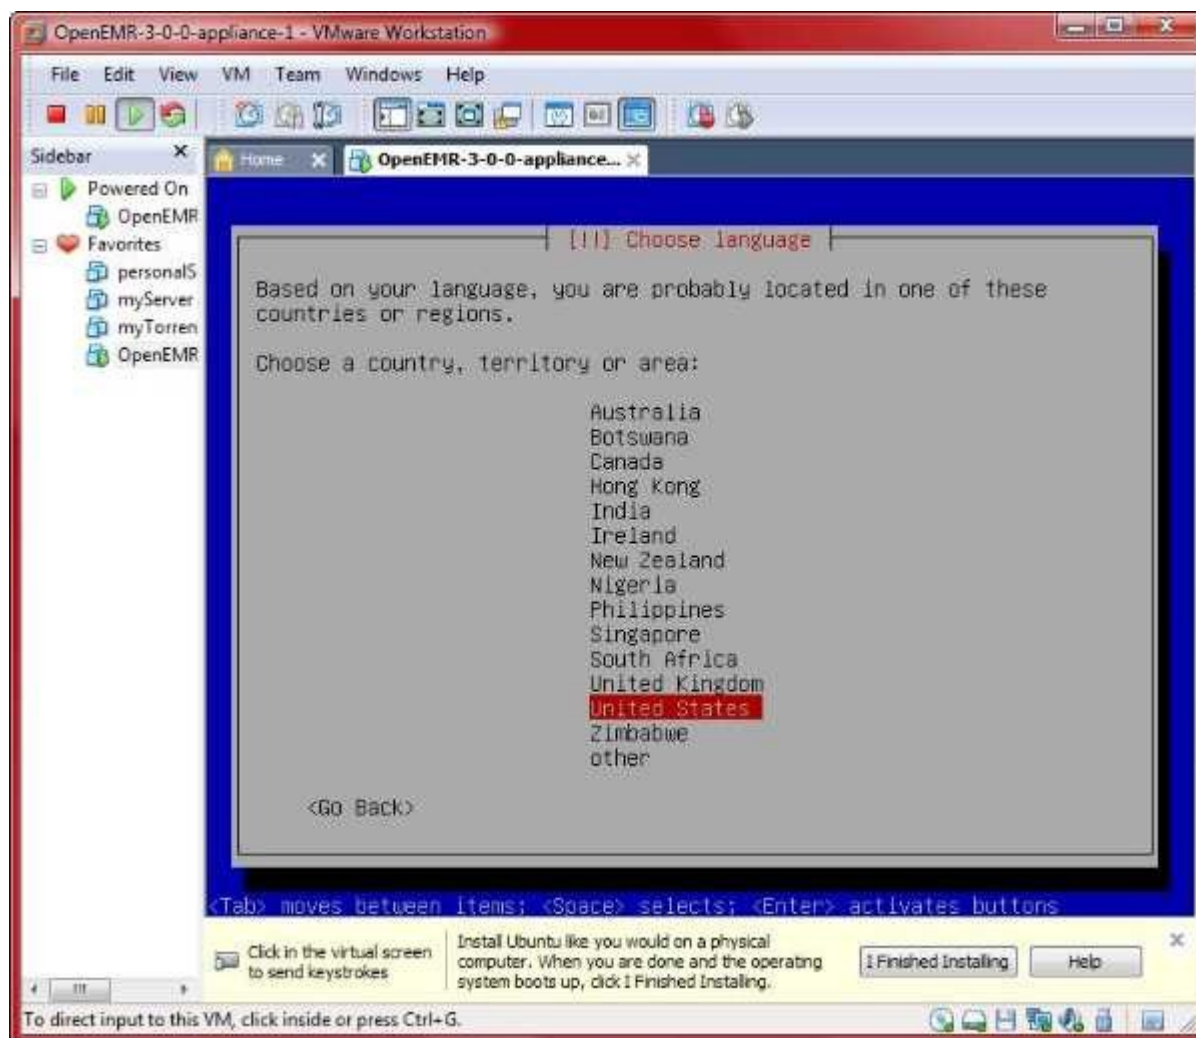 OpenEMR-3-0-0-appliance-1 - VMware Workstation
File Edit View VM Team Windows Help
Sidebar
Home
OpenEMR-3-0-0-appliance...
Powered On
OpenEMR
Favorites
personalS
myServer
myTorren
OpenEMR
[!!] Choose language
Based on your language, you are probably located in one of these
countries or regions.
Choose a country, territory or area:
Australia
Botswana
Canada
Hong Kong
India
Ireland
New Zealand
Nigeria
Philippines
Singapore
South Africa
United Kingdom
United States
Zimbabwe
other
<Go Back>
<Tab> moves between items; <Space> selects; <Enter> activates buttons
Click in the virtual screen
to send keystrokes
Install Ubuntu like you would on a physical
computer. When you are done and the operating
system boots up, click I Finished Installing.
I Finished Installing
Help
To direct input to this VM, click inside or press Ctrl+G.